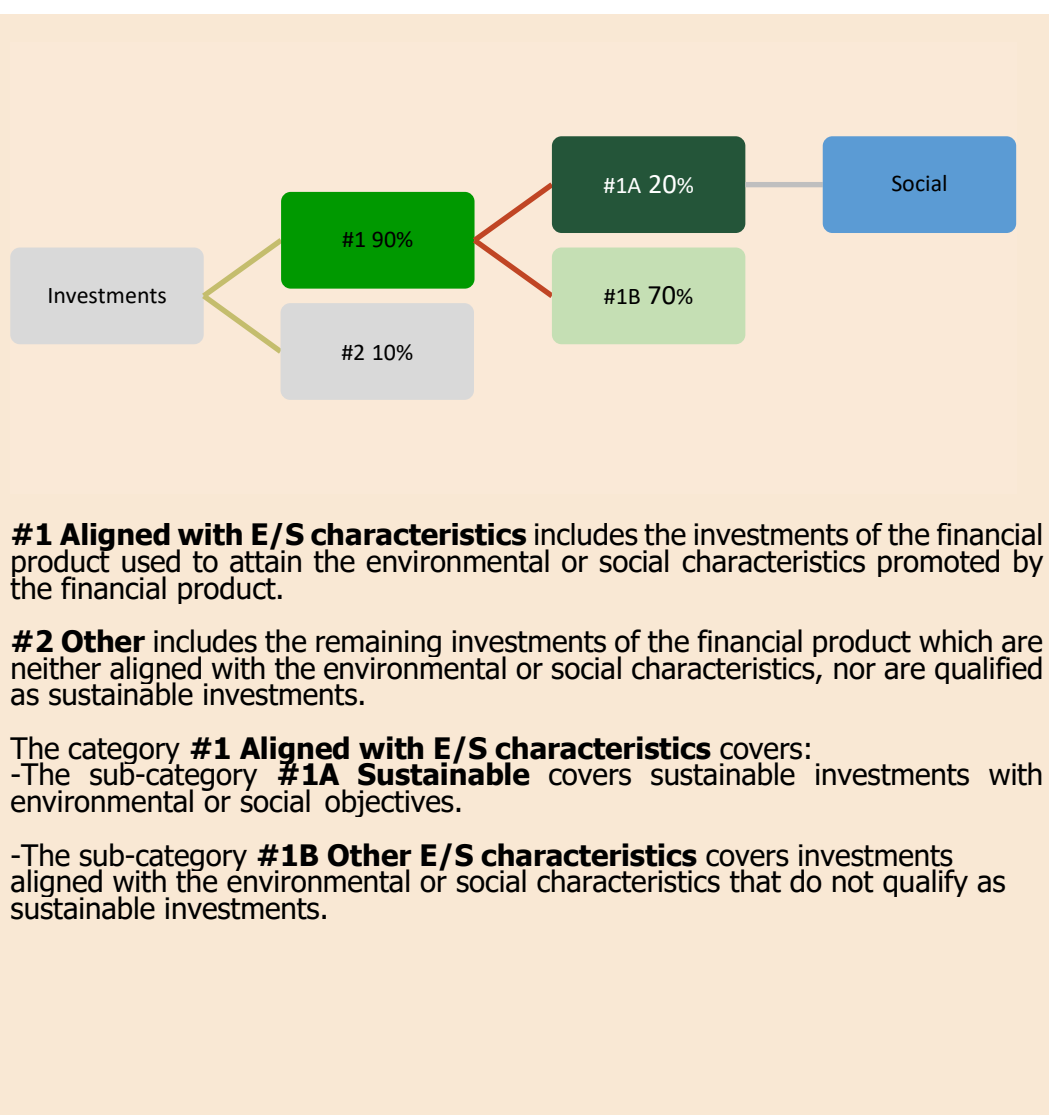 #1A 20%
Social
#1 90%
Investments
#1B 70%
#2 10%
#1 Aligned with E/S characteristics includes the investments of the financial
product used to attain the environmental or social characteristics promoted by
the financial product.
#2 Other includes the remaining investments of the financial product which are
neither aligned with the environmental or social characteristics, nor are qualified
as sustainable investments.
The category #1 Aligned with E/S characteristics covers:
-The sub-category #1A Sustainable covers sustainable investments with
environmental or social objectives.
-The sub-category #1B Other E/S characteristics covers investments
aligned with the environmental or social characteristics that do not qualify as
sustainable investments.